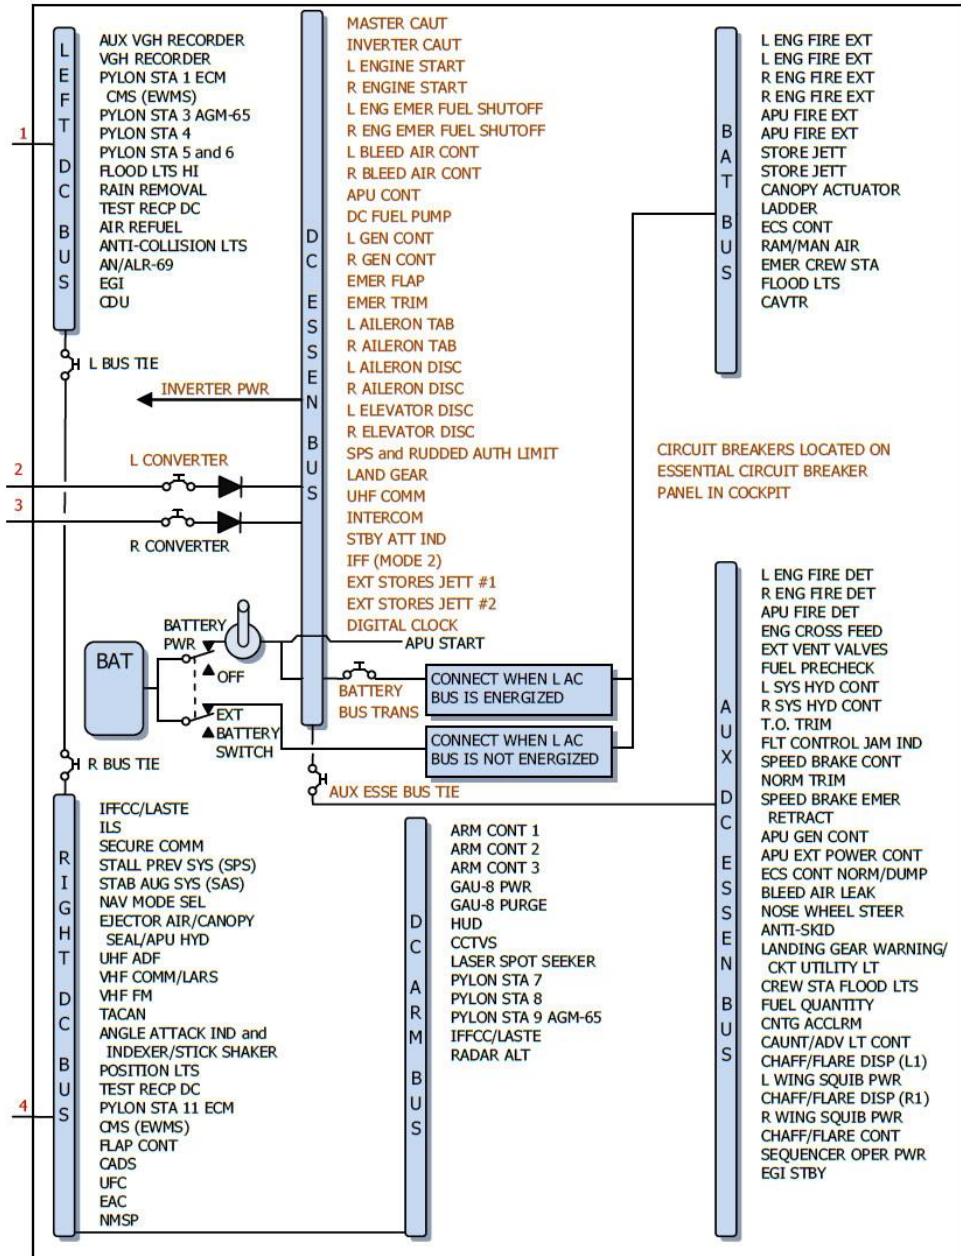 LEFT DC BUS
AUX VGH RECORDER
VGH RECORDER
PYLON STA 1 ECM
CMS (EWMS)
PYLON STA 3 AGM-65
PYLON STA 4
PYLON STA 5 and 6
FLOOD LTS HI
RAIN REMOVAL
TEST RECP DC
AIR REFUEL
ANTI-COLLISION LTS
AN/ALR-69
EGI
CDU
1
L BUS TIE
INVERTER PWR
2
L CONVERTER
3
R CONVERTER
DC ESSEN BUS
MASTER CAUT
INVERTER CAUT
L ENGINE START
R ENGINE START
L ENG EMER FUEL SHUTOFF
R ENG EMER FUEL SHUTOFF
L BLEED AIR CONT
R BLEED AIR CONT
APU CONT
DC FUEL PUMP
L GEN CONT
R GEN CONT
EMER FLAP
EMER TRIM
L AILERON TAB
R AILERON TAB
L AILERON DISC
R AILERON DISC
L ELEVATOR DISC
R ELEVATOR DISC
SPS and RUDDED AUTH LIMIT
LAND GEAR
UHF COMM
INTERCOM
STBY ATT IND
IFF (MODE 2)
EXT STORES JETT #1
EXT STORES JETT #2
DIGITAL CLOCK
APU START
BAT BUS
L ENG FIRE EXT
L ENG FIRE EXT
R ENG FIRE EXT
R ENG FIRE EXT
APU FIRE EXT
APU FIRE EXT
STORE JETT
STORE JETT
CANOPY ACTUATOR
LADDER
ECS CONT
RAM/MAN AIR
EMER CREW STA
FLOOD LTS
CAVTR
CIRCUIT BREAKERS LOCATED ON
ESSENTIAL CIRCUIT BREAKER
PANEL IN COCKPIT
BAT
BATTERY
PWR
OFF
EXT
BATTERY
SWITCH
BATTERY
BUS TRANS
CONNECT WHEN L AC
BUS IS ENERGIZED
CONNECT WHEN L AC
BUS IS NOT ENERGIZED
R BUS TIE
AUX ESSE BUS TIE
RIGHT DC BUS
IFFCC/LASTE
ILS
SECURE COMM
STALL PREV SYS (SPS)
STAB AUG SYS (SAS)
NAV MODE SEL
EJECTOR AIR/CANOPY
SEAL/APU HYD
UHF ADF
VHF COMM/LARS
VHF FM
TACAN
ANGLE ATTACK IND and
INDEXER/STICK SHAKER
POSITION LTS
TEST RECP DC
PYLON STA 11 ECM
CMS (EWMS)
FLAP CONT
CADS
UFC
EAC
NMSP
4
DC ARM BUS
ARM CONT 1
ARM CONT 2
ARM CONT 3
GAU-8 PWR
GAU-8 PURGE
HUD
CCTVS
LASER SPOT SEEKER
PYLON STA 7
PYLON STA 8
PYLON STA 9 AGM-65
IFFCC/LASTE
RADAR ALT
AUX DC ESSEN BUS
L ENG FIRE DET
R ENG FIRE DET
APU FIRE DET
ENG CROSS FEED
EXT VENT VALVES
FUEL PRECHECK
L SYS HYD CONT
R SYS HYD CONT
T.O. TRIM
FLT CONTROL JAM IND
SPEED BRAKE CONT
NORM TRIM
SPEED BRAKE EMER
RETRACT
APU GEN CONT
APU EXT POWER CONT
ECS CONT NORM/DUMP
BLEED AIR LEAK
NOSE WHEEL STEER
ANTI-SKID
LANDING GEAR WARNING/
CKT UTILITY LT
CREW STA FLOOD LTS
FUEL QUANTITY
CNTG ACCLRM
CAUNT/ADV LT CONT
CHAFF/FLARE DISP (L1)
L WING SQUIB PWR
CHAFF/FLARE DISP (R1)
R WING SQUIB PWR
CHAFF/FLARE CONT
SEQUENCER OPER PWR
EGI STBY